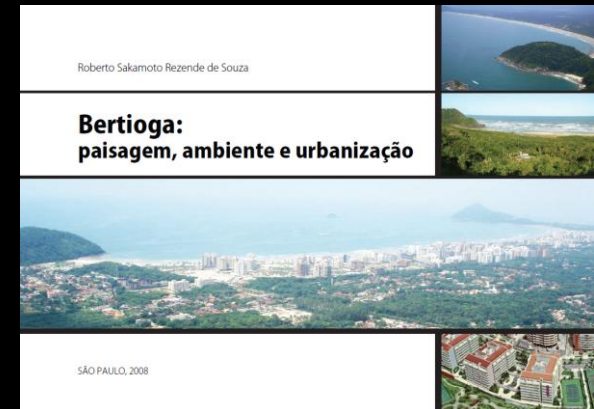 Roberto Sakamoto Rezende de Souza
Bertioga:
paisagem, ambiente e urbanização
SÃO PAULO, 2008